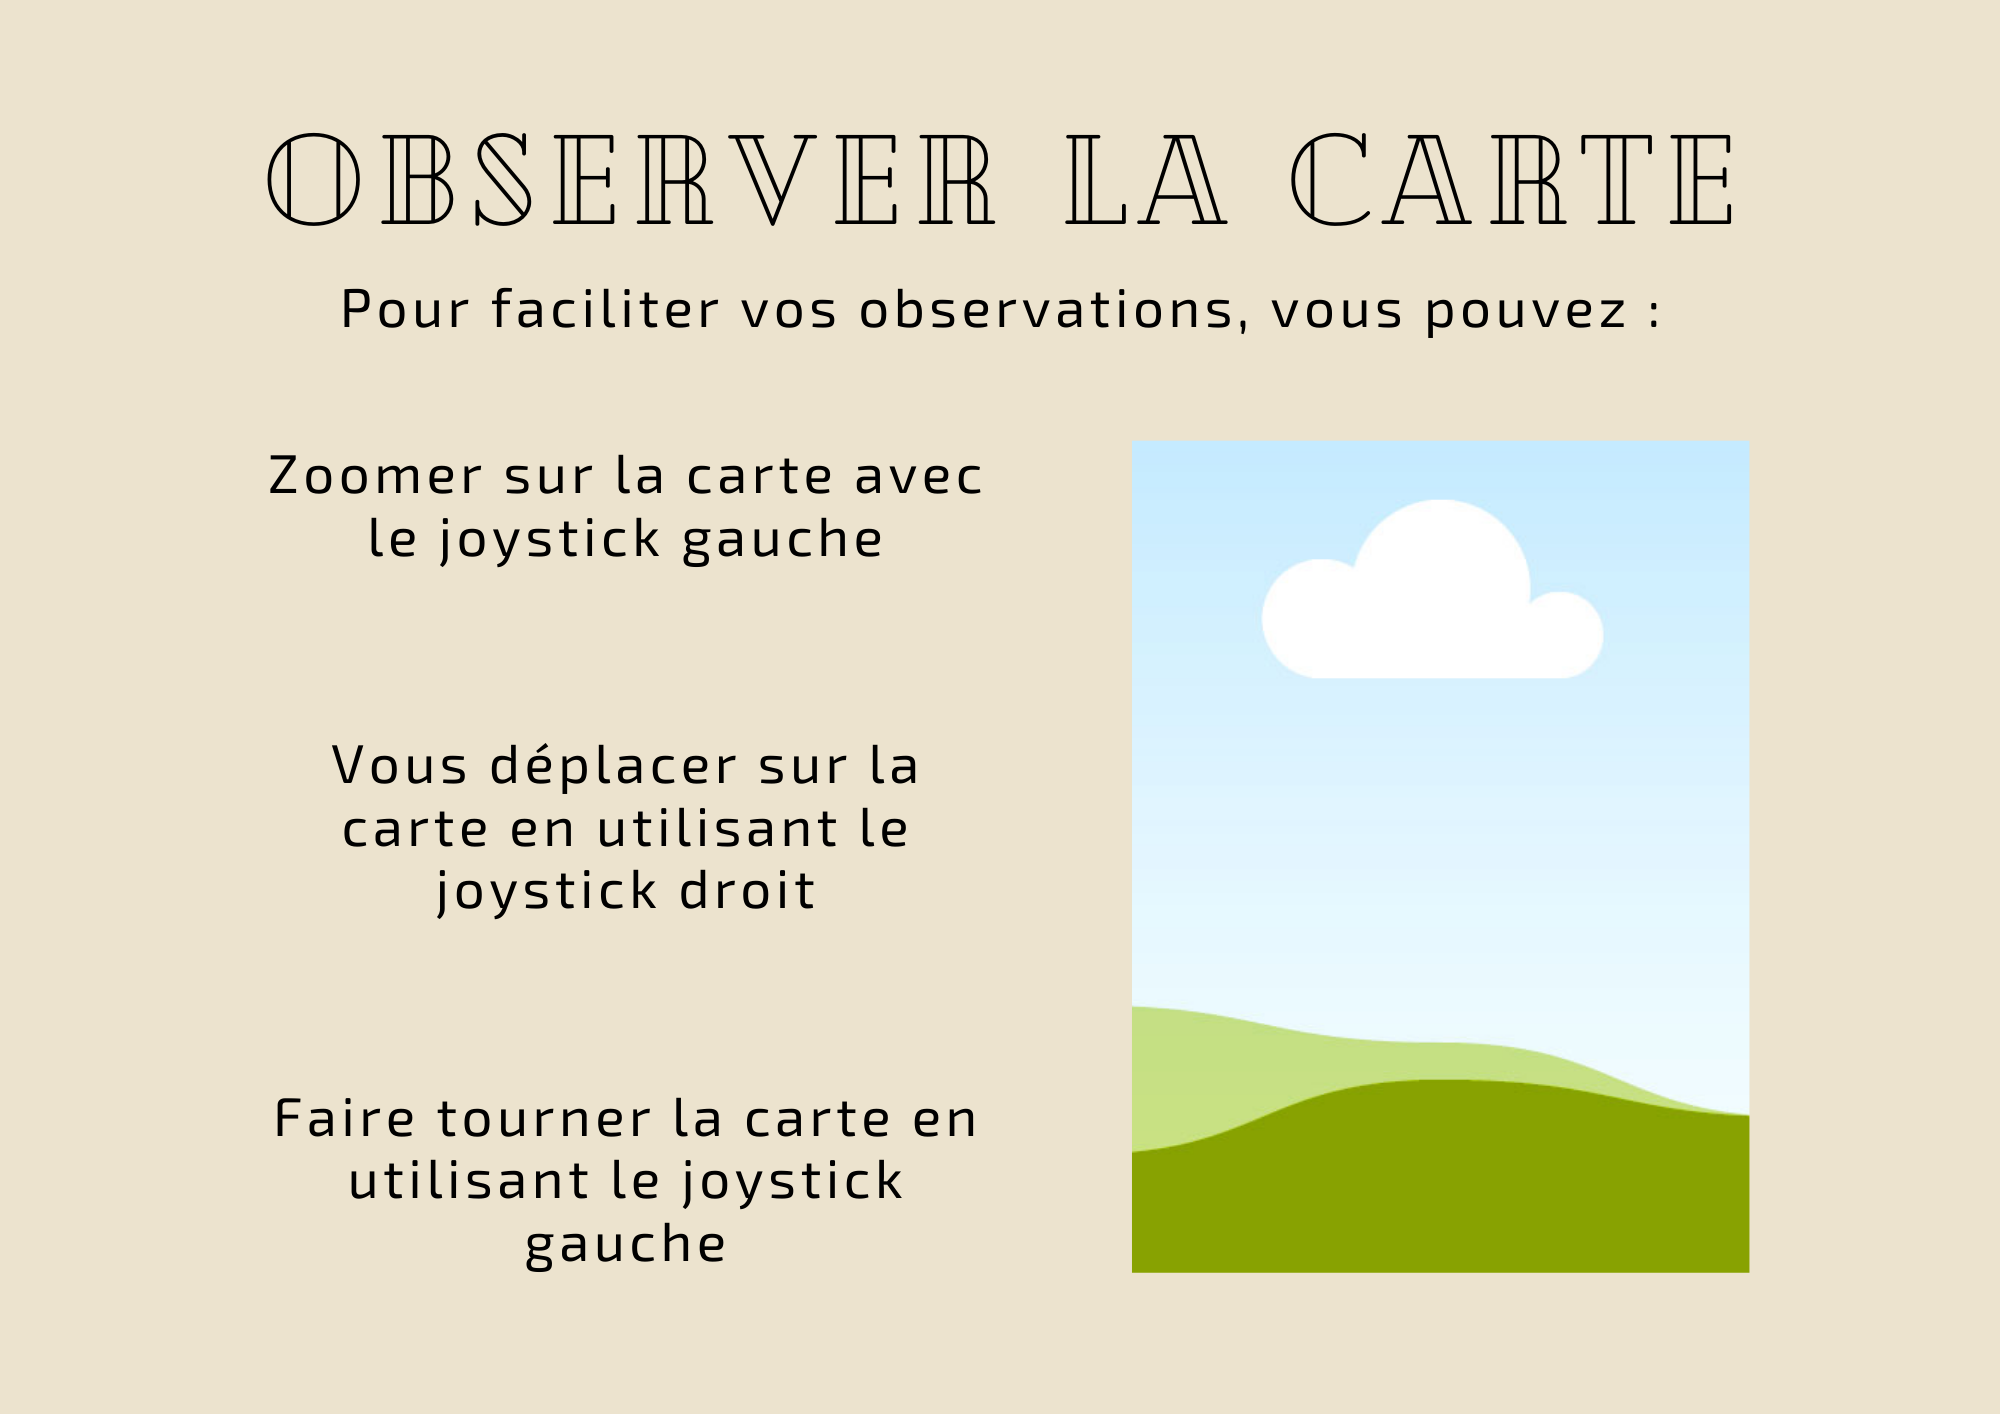 OBSERVER LA CARTE
Pour faciliter vos observations, vous pouvez :
Zoomer sur la carte avec
le joystick gauche
Vous déplacer sur la
carte en utilisant le
joystick droit
Faire tourner la carte en
utilisant le joystick
gauche